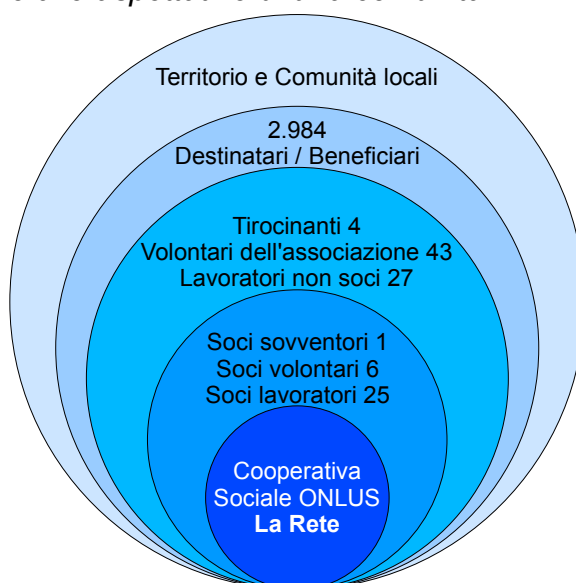 Territorio e Comunità locali
2.984
Destinatari / Beneficiari
Tirocinanti 4
Volontari dell'associazione 43
Lavoratori non soci 27
Soci sovventori 1
Soci volontari 6
Soci lavoratori 25
Cooperativa
Sociale ONLUS
La Rete